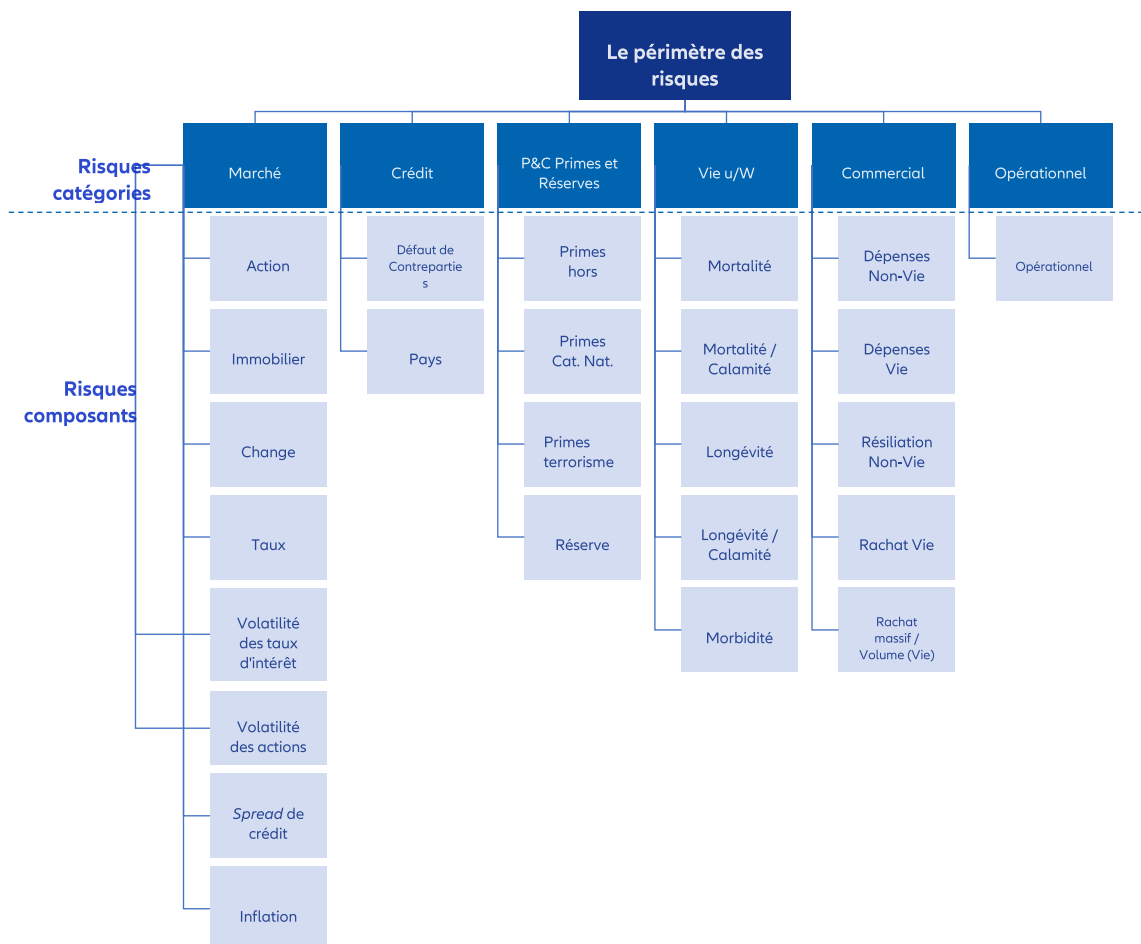 Le périmètre des
risques
Risques
catégories
Marché
Crédit
P&C Primes et
Réserves
Vie u/W
Commercial
Opérationnel
Risques
composants
Action
Immobilier
Change
Taux
Volatilité
des taux
d'intérêt
Volatilité
des actions
Spread de
crédit
Inflation
Défaut de
Contrepartie
s
Pays
Primes
hors
Primes
Cat. Nat.
Primes
terrorisme
Réserve
Mortalité
Mortalité /
Calamité
Longévité
Longévité /
Calamité
Morbidité
Dépenses
Non-Vie
Dépenses
Vie
Résiliation
Non-Vie
Rachat Vie
Rachat
massif /
Volume (Vie)
Opérationnel